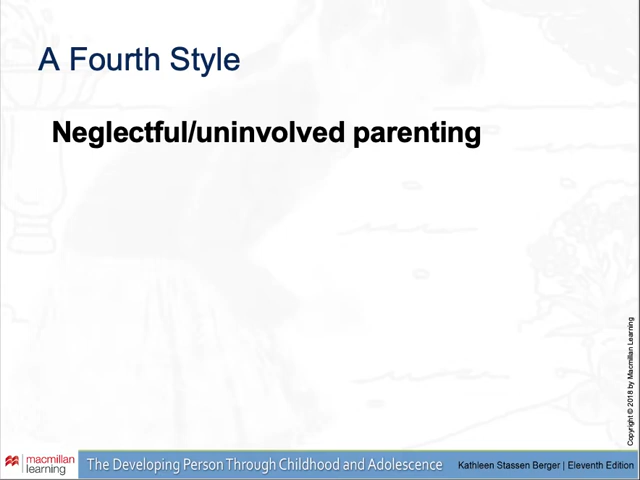 A Fourth Style
Neglectful/uninvolved parenting
Copyright © 2018 by Macmillan Learning
macmillan
learning
The Developing Person Through Childhood and Adolescence
Kathleen Stassen Berger | Eleventh Edition